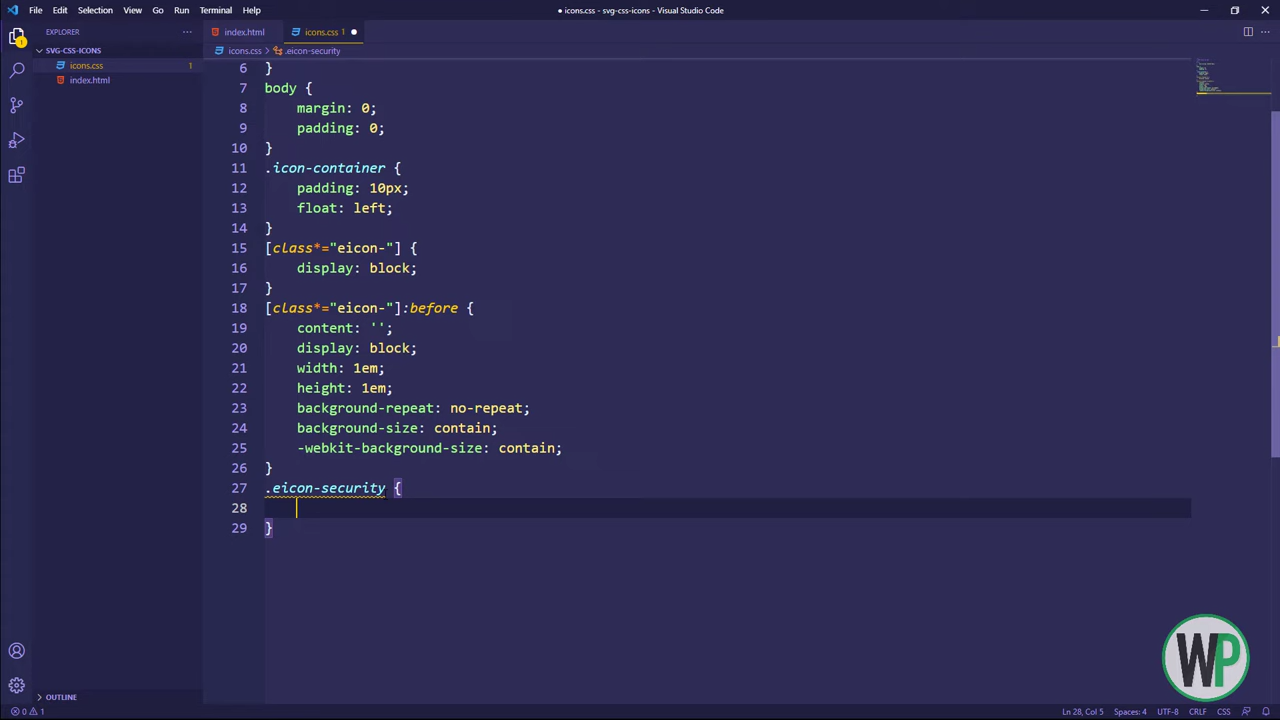 File Edit Selection View Go Run Terminal Help
● icons.css - svg-css-icons - Visual Studio Code
EXPLORER
index.html
icons.css 1 ●
SVG-CSS-ICONS
icons.css > .eicon-security
icons.css 1
index.html
1
6 }
7 body {
8 margin: 0;
9 padding: 0;
10 }
11 .icon-container {
12 padding: 10px;
13 float: left;
14 }
15 [class*="eicon-"] {
16 display: block;
17 }
18 [class*="eicon-"]:before {
19 content: '';
20 display: block;
21 width: 1em;
22 height: 1em;
23 background-repeat: no-repeat;
24 background-size: contain;
25 -webkit-background-size: contain;
26 }
27 .eicon-security {
28
29 }
WP
OUTLINE
0 1
Ln 28, Col 5 Spaces: 4 UTF-8 CRLF CSS